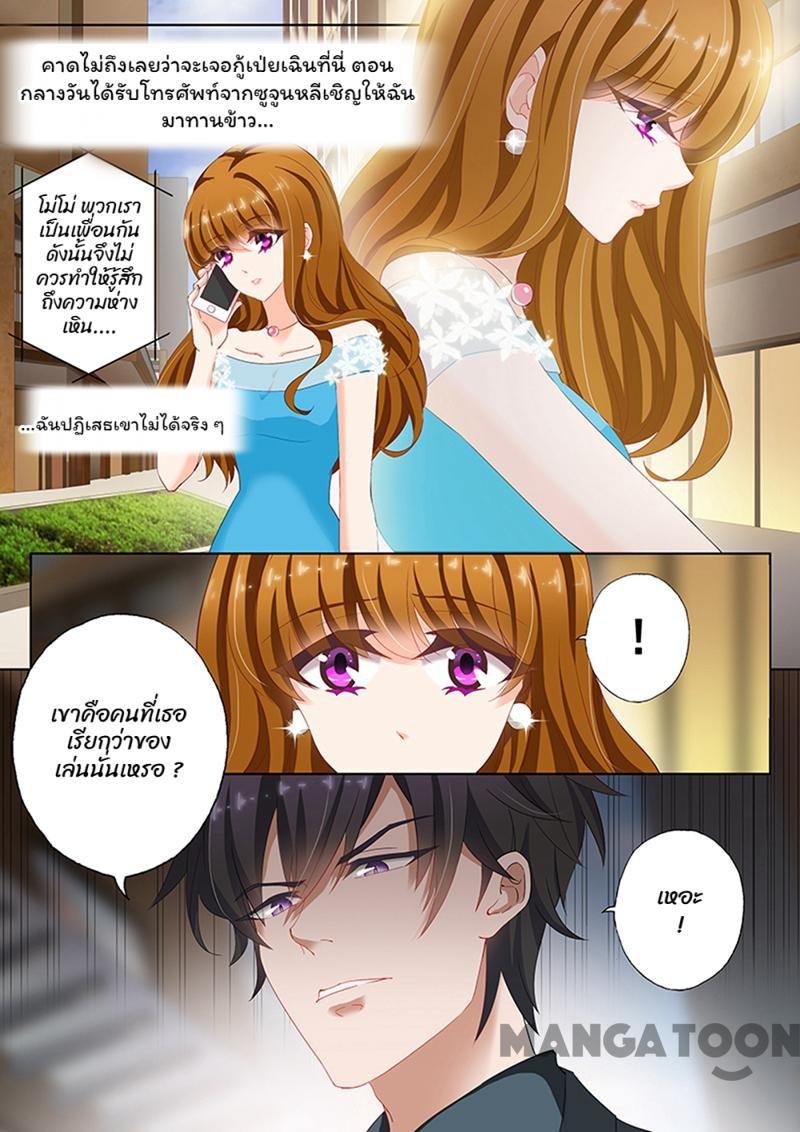 คาดไม่ถึงเลยว่าจะเจอกู้เป่ยเฉินที่นี่ ตอน
กลางวันได้รับโทรศัพท์จากซูจูนหลีเชิญให้ฉัน
มาทานข้าว...
โม่โม่ พวกเรา
เป็นเพื่อนกัน
ดังนั้นจึงไม่
ควรทำให้รู้สึก
ถึงความห่าง
เหิน....
...ฉันปฏิเสธเขาไม่ได้จริง ๆ
!
เขาคือคนที่เธอ
เรียกว่าของ
เล่นนั่นเหรอ ?
เหอะ
!
MANGATOON